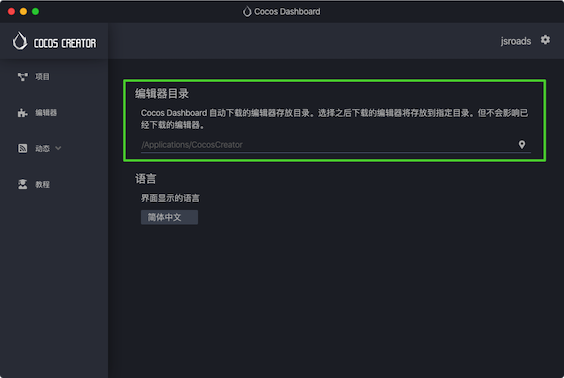 Cocos Dashboard
COCOS CREATOR
jsroads
项目
编辑器
动态
教程
编辑器目录
Cocos Dashboard 自动下载的编辑器存放目录。选择之后下载的编辑器将存放到指定目录。但不会影响已
经下载的编辑器。
/Applications/CocosCreator
语言
界面显示的语言
简体中文